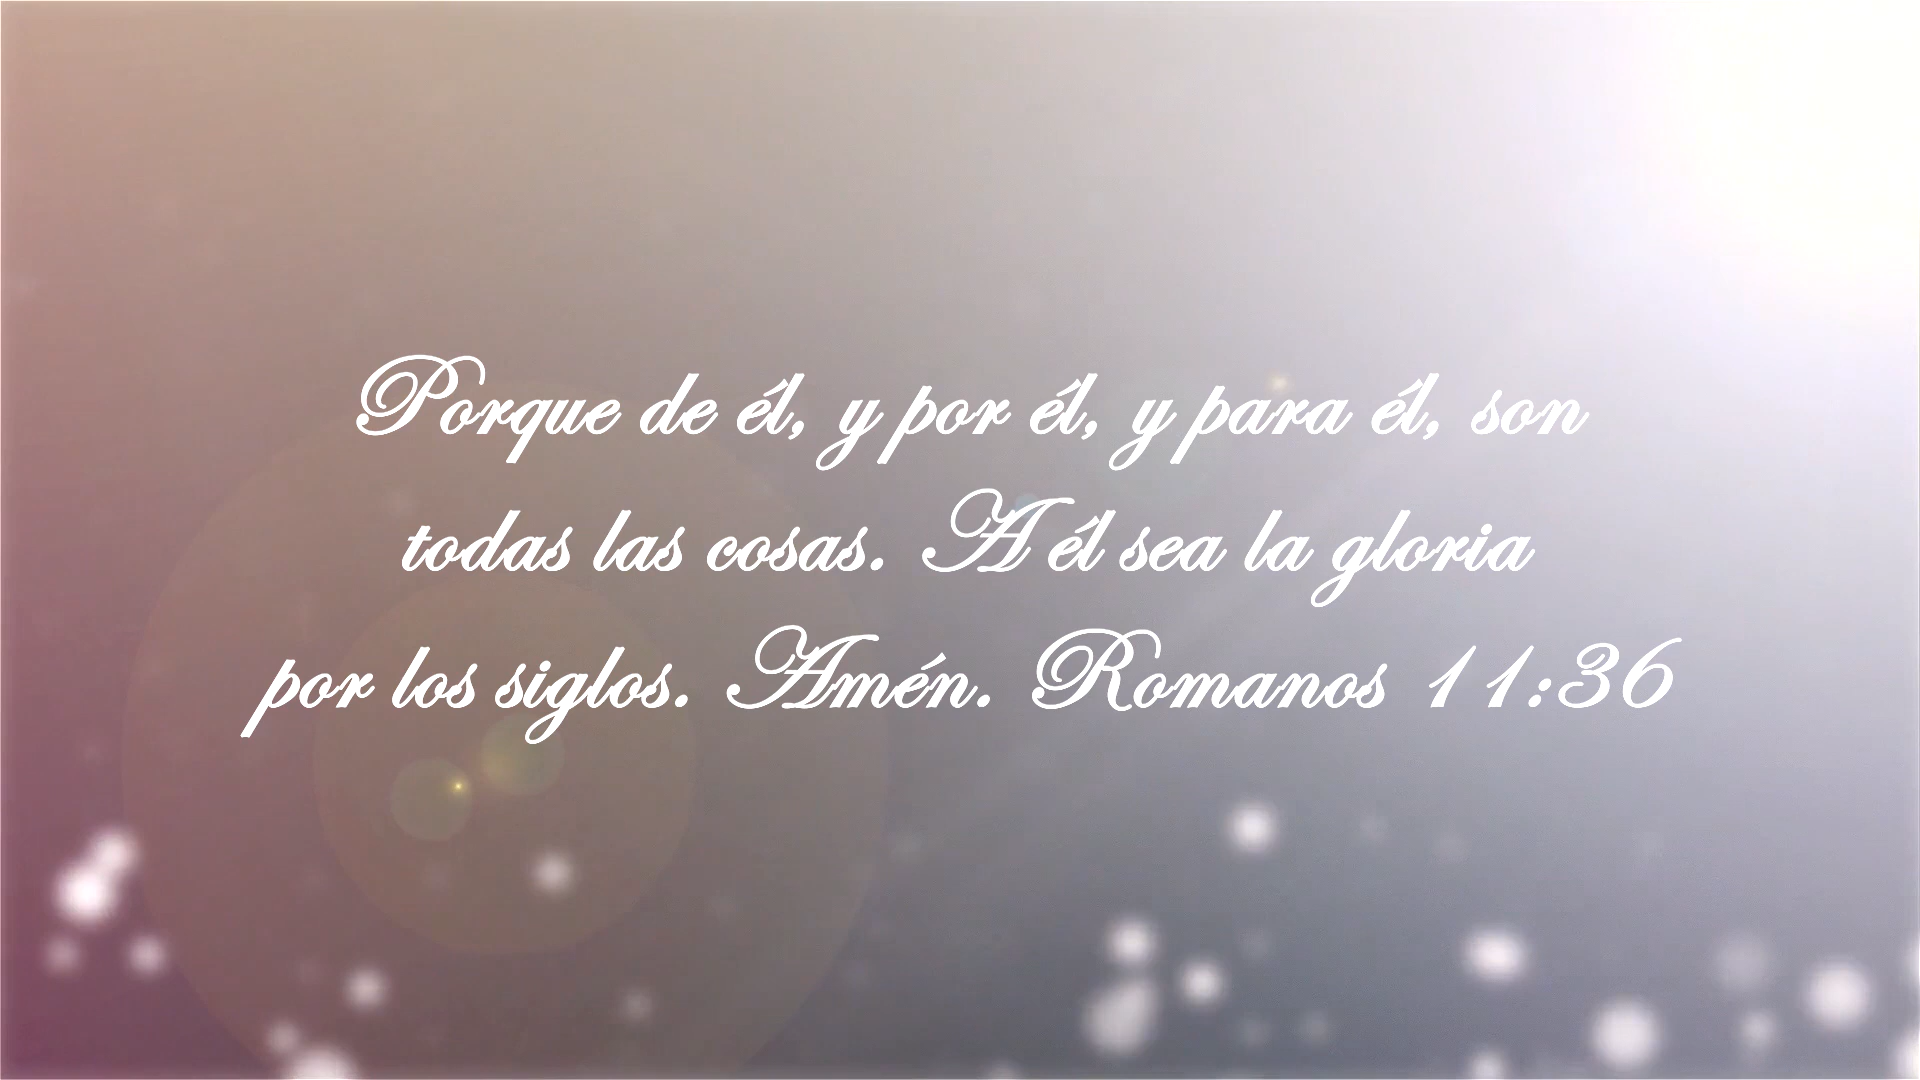 Porque de él, y por él, y para él, son
todas las cosas. A él sea la gloria
por los siglos. Amén. Romanos 11:36